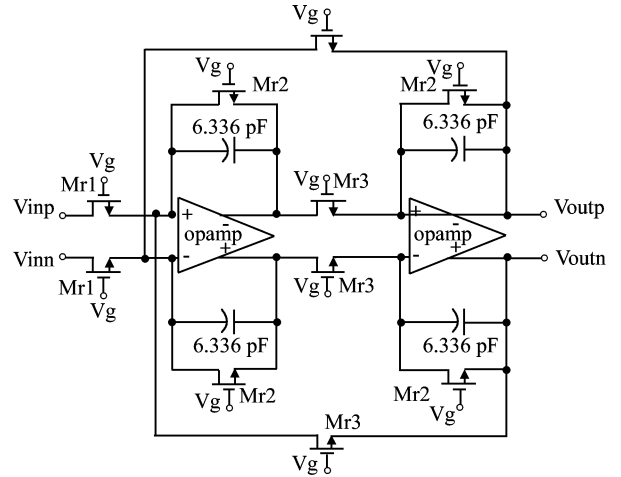 Vg
Vg
Mr2
6.336 pF
Vg
Mr2
6.336 pF
Vg
Mr1
Vg
Mr3
Vinp
+
opamp
-
+
-
+
opamp
-
+
-
Voutp
Vinn
Voutn
Mr1
Vg
Vg
Mr3
6.336 pF
6.336 pF
Vg
Mr2
Mr2
Vg
Mr3
Vg